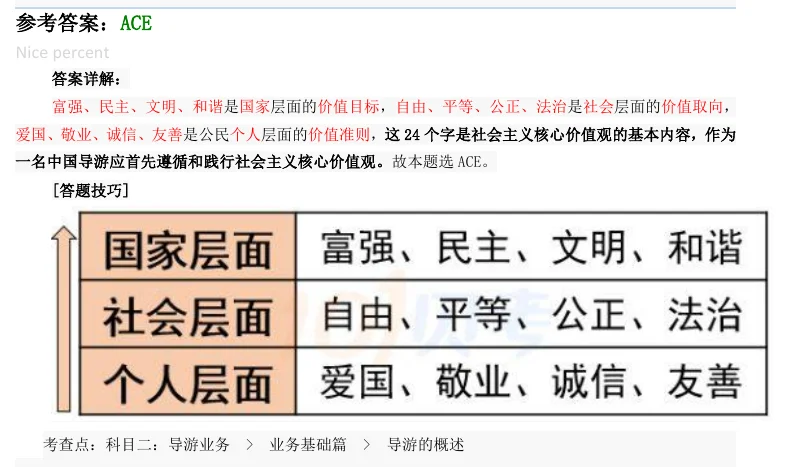 参考答案：ACE
Nice percent
答案详解：
富强、民主、文明、和谐是国家层面的价值目标，自由、平等、公正、法治是社会层面的价值取向，
爱国、敬业、诚信、友善是公民个人层面的价值准则，这 24 个字是社会主义核心价值观的基本内容，作为
一名中国导游应首先遵循和践行社会主义核心价值观。故本题选 ACE。
[答题技巧]
国家层面 富强、民主、文明、和谐
社会层面 自由、平等、公正、法治
个人层面 爱国、敬业、诚信、友善
考查点：科目二：导游业务 > 业务基础篇 > 导游的概述